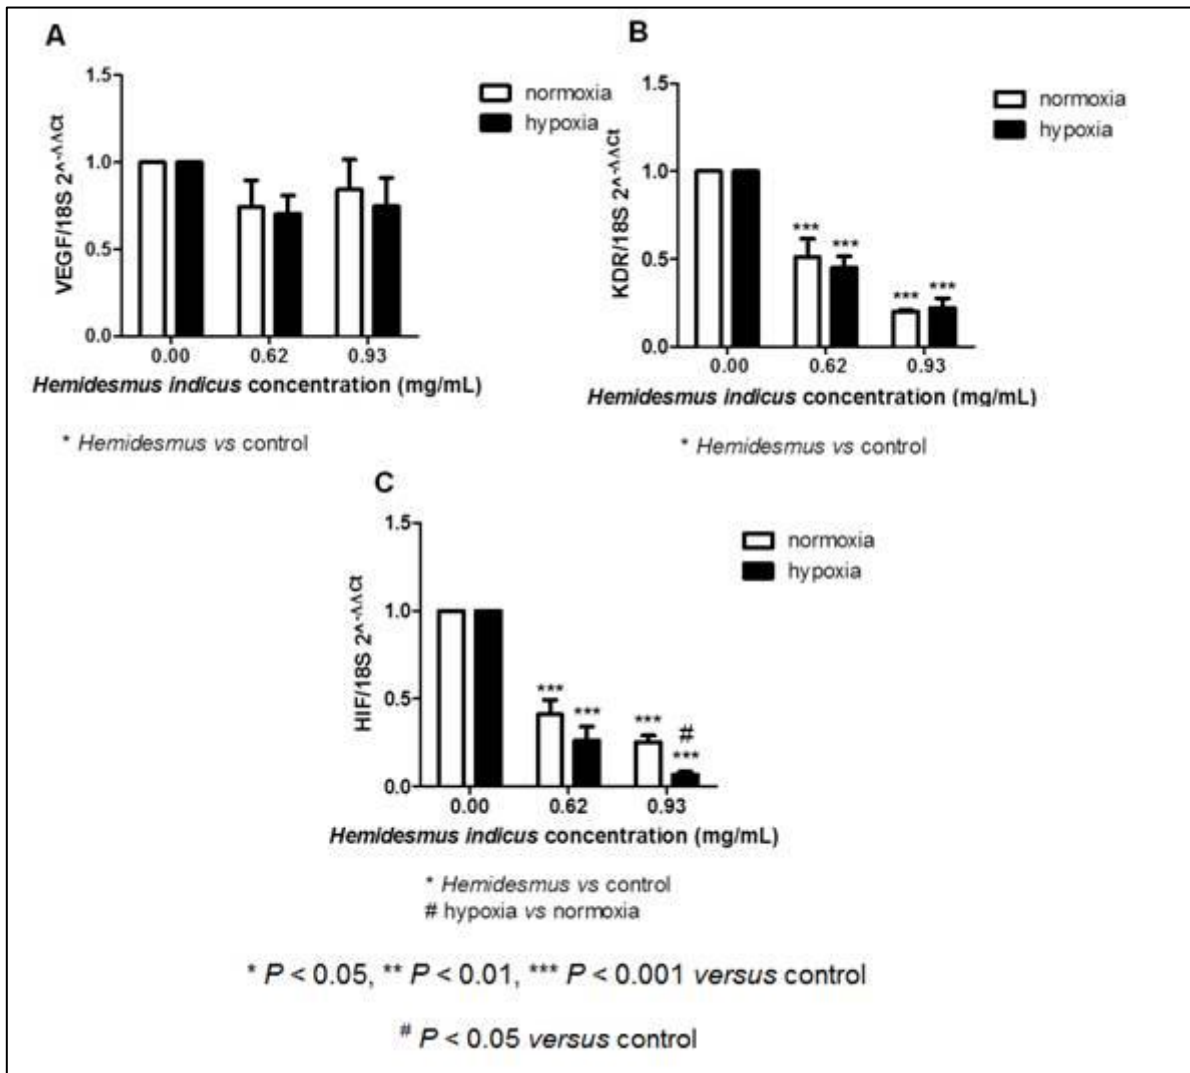 A
1.5
1.0
0.5
0.0
VEGF/18S 2^-ΔΔCt
normoxia
hypoxia
0.00 0.62 0.93
Hemidesmus indicus concentration (mg/mL)
* Hemidesmus vs control
B
1.5
1.0
0.5
0.0
KDR/18S 2^-ΔΔCt
normoxia
hypoxia
*** *** *** ***
0.00 0.62 0.93
Hemidesmus indicus concentration (mg/mL)
* Hemidesmus vs control
C
1.5
1.0
0.5
0.0
HIF/18S 2^-ΔΔCt
normoxia
hypoxia
*** *** *** #
***
0.00 0.62 0.93
Hemidesmus indicus concentration (mg/mL)
* Hemidesmus vs control
# hypoxia vs normoxia
* P < 0.05, ** P < 0.01, *** P < 0.001 versus control
# P < 0.05 versus control